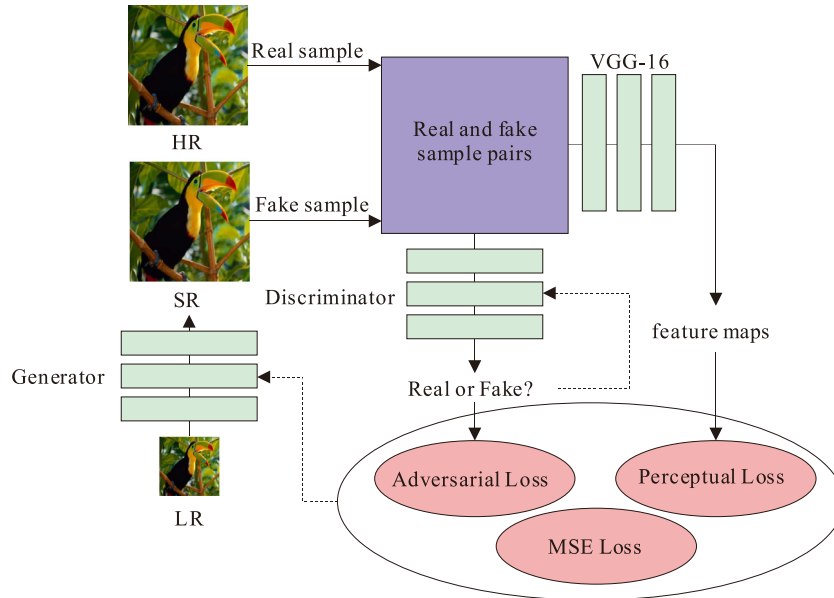 Real sample
HR
VGG-16
Real and fake
sample pairs
Fake sample
SR
Discriminator
feature maps
Generator
Real or Fake?
LR
Adversarial Loss
Perceptual Loss
MSE Loss